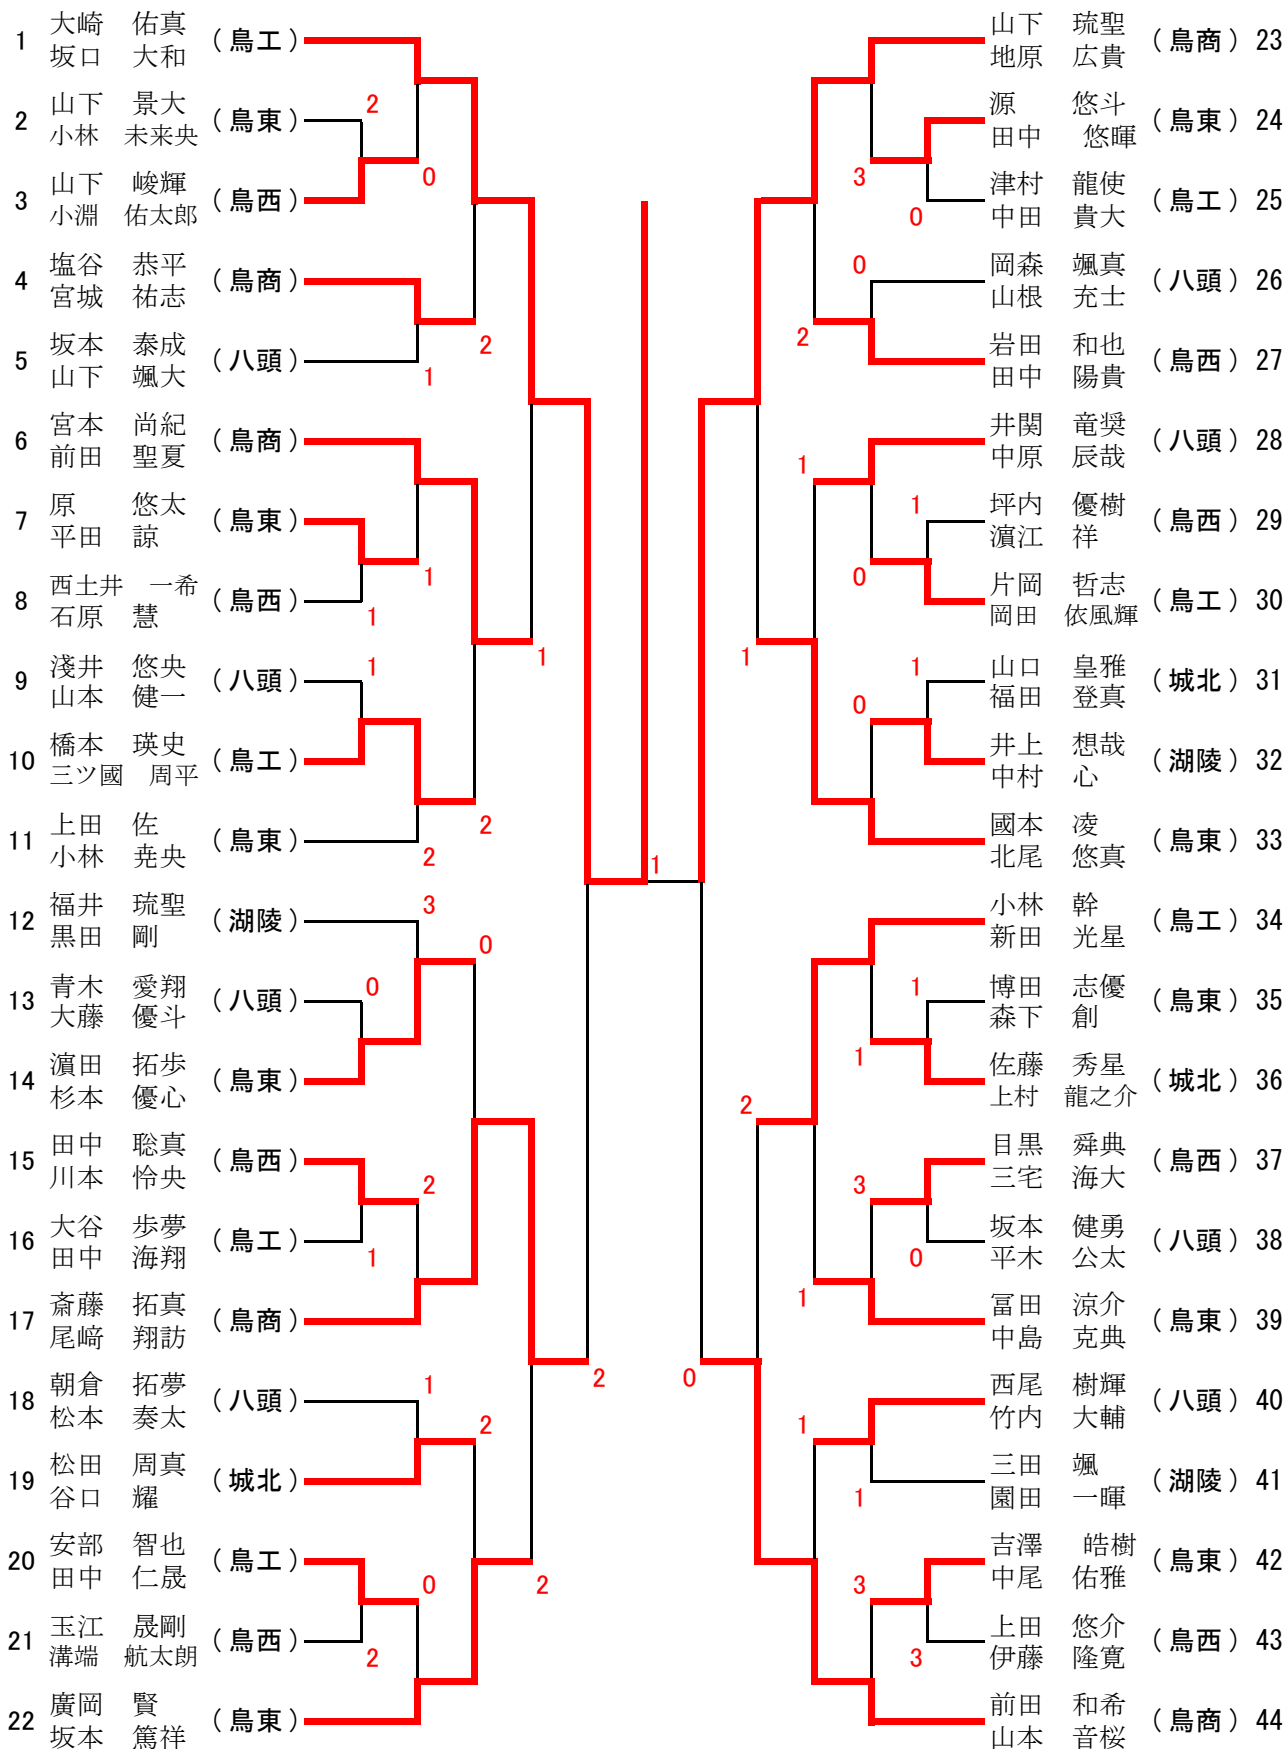 1 大崎 佑真 (鳥工)
坂口 大和
2 山下 景大 (鳥東) 2
小林 未来央
0
3 山下 峻輝 (鳥西)
小淵 佑太郎
4 塩谷 恭平 (鳥商)
宮城 祐志
2
5 坂本 泰成 (八頭)
山下 颯大
1
6 宮本 尚紀 (鳥商)
前田 聖夏
7 原 悠太 (鳥東)
平田 諒
1
8 西土井 一希 (鳥西)
石原 慧
1
1
9 淺井 悠央 (八頭) 1
山本 健一
10 橋本 瑛史 (鳥工)
三ツ國 周平
2
11 上田 佐 (鳥東)
小林 尭央
2
12 福井 琉聖 (湖陵) 3
黒田 剛
0
13 青木 愛翔 (八頭) 0
大藤 優斗
14 濵田 拓歩 (鳥東)
杉本 優心
15 田中 聡真 (鳥西)
川本 怜央
2
16 大谷 歩夢 (鳥工)
田中 海翔
1
17 斎藤 拓真 (鳥商)
尾﨑 翔訪
2
18 朝倉 拓夢 (八頭) 1
松本 奏太
2
19 松田 周真 (城北)
谷口 耀
20 安部 智也 (鳥工)
田中 仁晟
0
2
21 玉江 晟剛 (鳥西)
溝端 航太朗
2
22 廣岡 賢 (鳥東)
坂本 篤祥
1
山下 琉聖 (鳥商) 23
地原 広貴
源 悠斗 (鳥東) 24
田中 悠暉
3
津村 龍使 (鳥工) 25
中田 貴大
0
0
岡森 颯真 (八頭) 26
山根 充士
2
岩田 和也 (鳥西) 27
田中 陽貴
井関 竜奨 (八頭) 28
中原 辰哉
1
1
坪内 優樹 (鳥西) 29
濵江 祥
0
片岡 哲志 (鳥工) 30
岡田 依風輝
1
1
山口 皇雅 (城北) 31
福田 登真
0
井上 想哉 (湖陵) 32
中村 心
國本 凌 (鳥東) 33
北尾 悠真
小林 幹 (鳥工) 34
新田 光星
1
博田 志優 (鳥東) 35
森下 創
1
佐藤 秀星 (城北) 36
上村 龍之介
2
目黒 舜典 (鳥西) 37
三宅 海大
3
坂本 健勇 (八頭) 38
平木 公太
0
1
冨田 涼介 (鳥東) 39
中島 克典
0
西尾 樹輝 (八頭) 40
竹内 大輔
1
三田 颯 (湖陵) 41
園田 一暉
1
吉澤 皓樹 (鳥東) 42
中尾 佑雅
3
上田 悠介 (鳥西) 43
伊藤 隆寛
3
前田 和希 (鳥商) 44
山本 音桜